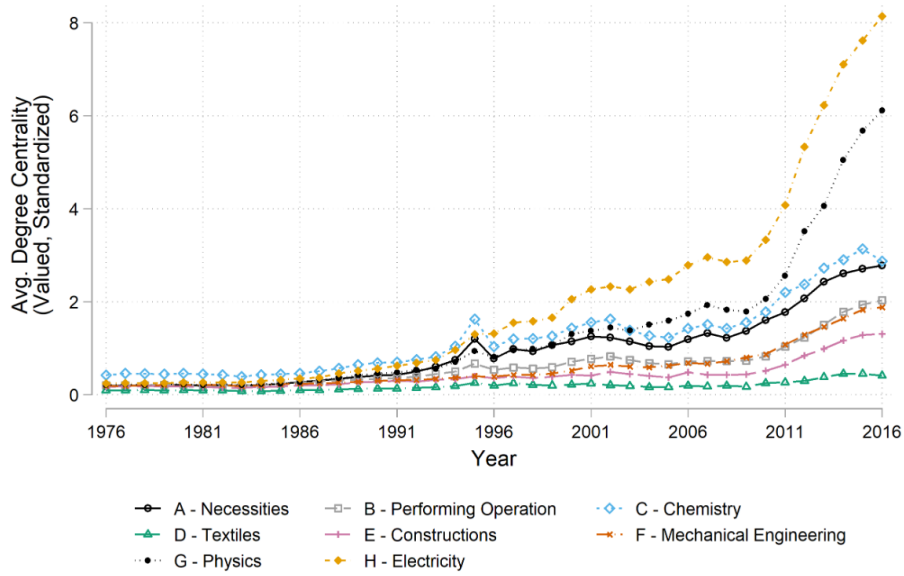 8
6
4
2
0
Avg. Degree Centrality
(Valued, Standardized)
1976 1981 1986 1991 1996 2001 2006 2011 2016
Year
A - Necessities B - Performing Operation C - Chemistry
D - Textiles E - Constructions F - Mechanical Engineering
G - Physics H - Electricity